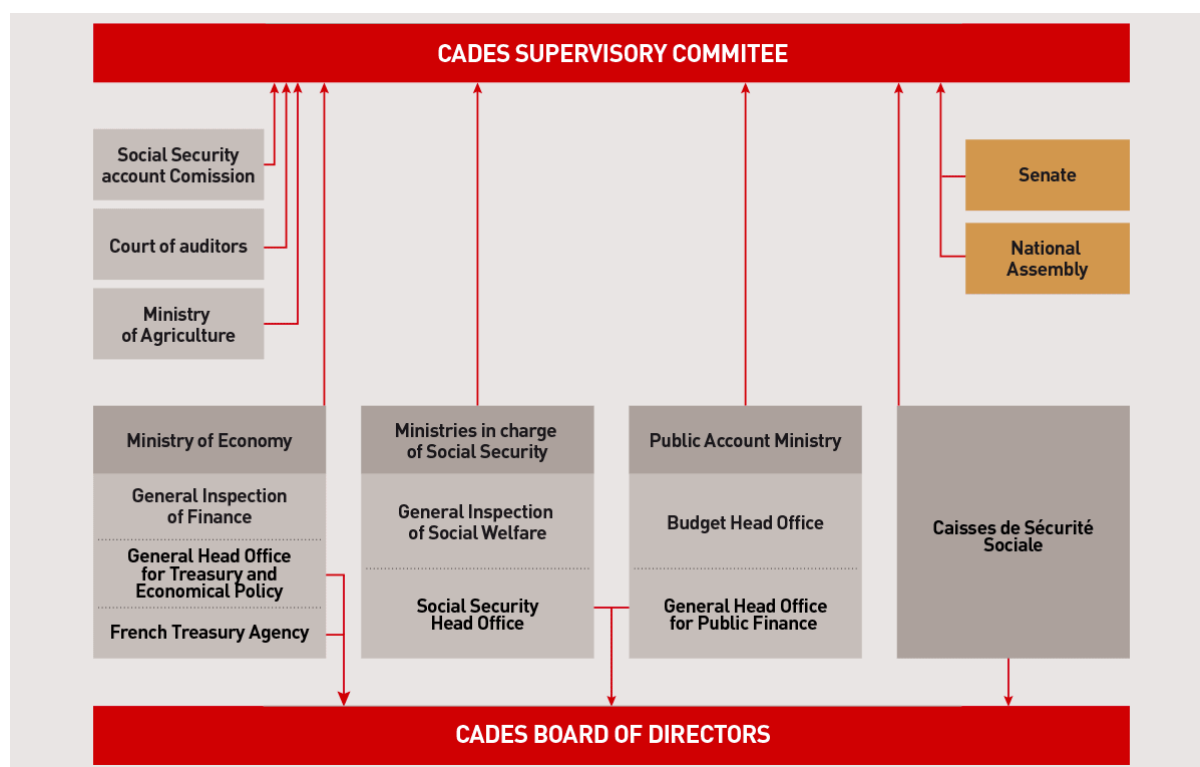 CADES SUPERVISORY COMMITEE
Social Security
account Comission
Court of auditors
Ministry
of Agriculture
Senate
National
Assembly
Ministry of Economy
General Inspection
of Finance
General Head Office
for Treasury and
Economical Policy
French Treasury Agency
Ministries in charge
of Social Security
General Inspection
of Social Welfare
Social Security
Head Office
Public Account Ministry
Budget Head Office
General Head Office
for Public Finance
Caisses de Sécurité
Sociale
CADES BOARD OF DIRECTORS